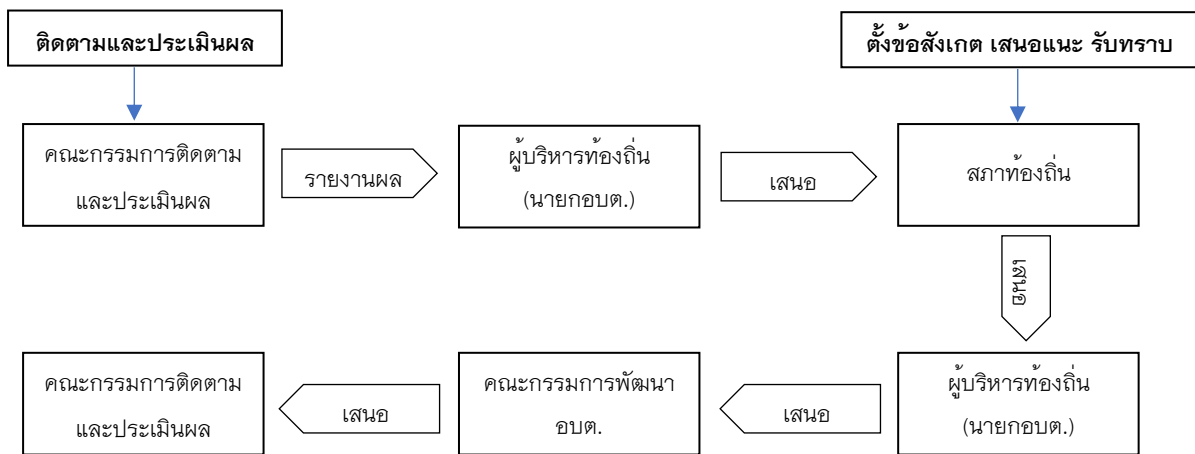 ติดตามและประเมินผล
ตั้งข้อสังเกต เสนอแนะ รับทราบ
คณะกรรมการติดตาม
และประเมินผล
รายงานผล
ผู้บริหารท้องถิ่น
(นายกอบต.)
เสนอ
สภาท้องถิ่น
เสนอ
ผู้บริหารท้องถิ่น
(นายกอบต.)
เสนอ
คณะกรรมการพัฒนา
อบต.
เสนอ
คณะกรรมการติดตาม
และประเมินผล